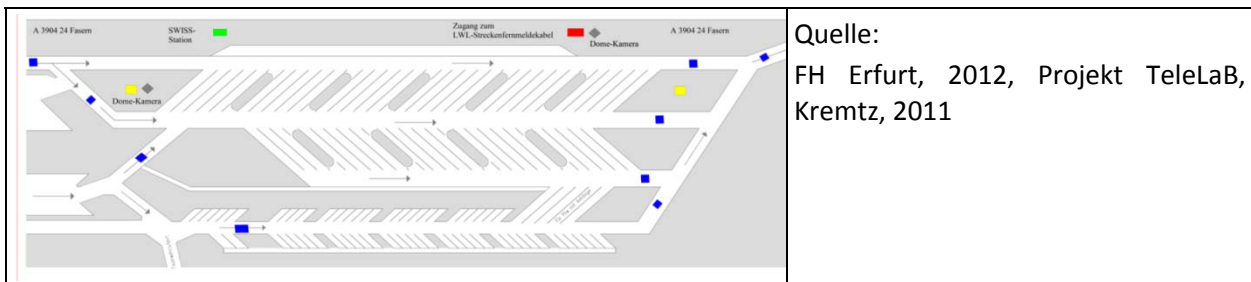 A 3904 24 Fasern
SWISS-
Station
Zugang zum
LWL-Streckenfernmeldekabel
Dome-Kamera
A 3904 24 Fasern
Dome-Kamera
Quelle:
FH Erfurt, 2012, Projekt TeleLaB,
Kremtz, 2011